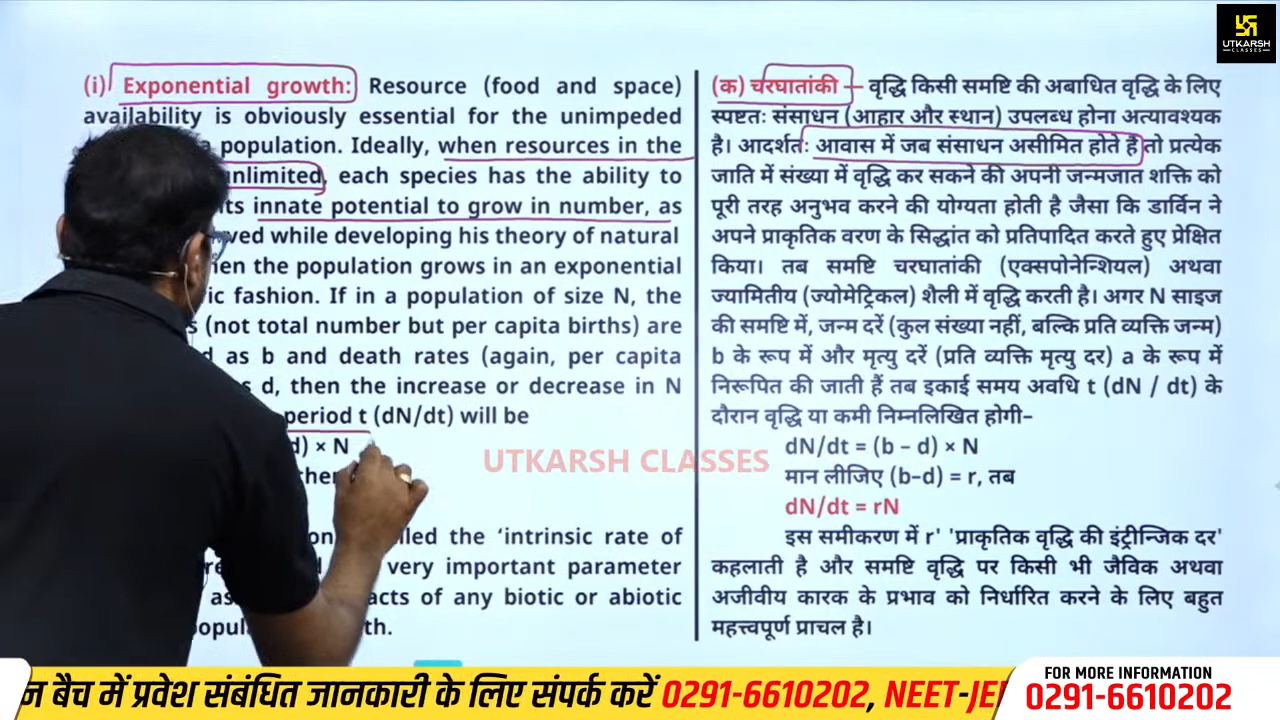 UTKARSH
CLASSES
(i) Exponential growth: Resource (food and space)
availability is obviously essential for the unimpeded
population. Ideally, when resources in the
unlimited, each species has the ability to
its innate potential to grow in number, as
while developing his theory of natural
the population grows in an exponential
fashion. If in a population of size N, the
(not total number but per capita births) are
as b and death rates (again, per capita
d, then the increase or decrease in N
period t (dN/dt) will be
d) × N
the 'intrinsic rate of
very important parameter
of any biotic or abiotic
(क) चरघातांकी – वृद्धि किसी समष्टि की अबाधित वृद्धि के लिए
स्पष्टतः संसाधन (आहार और स्थान) उपलब्ध होना अत्यावश्यक
है। आदर्शतः आवास में जब संसाधन असीमित होते हैं तो प्रत्येक
जाति में संख्या में वृद्धि कर सकने की अपनी जन्मजात शक्ति को
पूरी तरह अनुभव करने की योग्यता होती है जैसा कि डार्विन ने
अपने प्राकृतिक वरण के सिद्धांत को प्रतिपादित करते हुए प्रेक्षित
किया। तब समष्टि चरघातांकी (एक्सपोनेन्शियल) अथवा
ज्यामितीय (ज्योमेट्रिकल) शैली में वृद्धि करती है। अगर N साइज
की समष्टि में, जन्म दरें (कुल संख्या नहीं, बल्कि प्रति व्यक्ति जन्म)
b के रूप में और मृत्यु दरें (प्रति व्यक्ति मृत्यु दर) a के रूप में
निरूपित की जाती हैं तब इकाई समय अवधि t (dN / dt) के
दौरान वृद्धि या कमी निम्नलिखित होगी–
dN/dt = (b – d) × N
मान लीजिए (b–d) = r, तब
dN/dt = rN
इस समीकरण में r' 'प्राकृतिक वृद्धि की इंट्रीन्जिक दर'
कहलाती है और समष्टि वृद्धि पर किसी भी जैविक अथवा
अजीवीय कारक के प्रभाव को निर्धारित करने के लिए बहुत
महत्त्वपूर्ण प्राचल है।
UTKARSH CLASSES
बैच में प्रवेश संबंधित जानकारी के लिए संपर्क करें 0291-6610202, NEET-JE
FOR MORE INFORMATION
0291-6610202